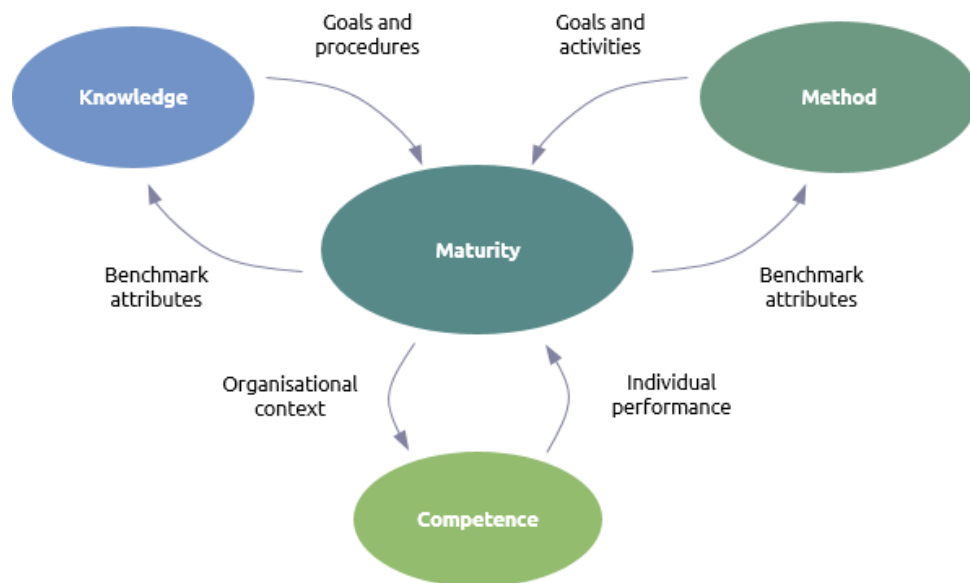 Goals and
procedures
Goals and
activities
Knowledge
Method
Maturity
Benchmark
attributes
Benchmark
attributes
Organisational
context
Individual
performance
Competence